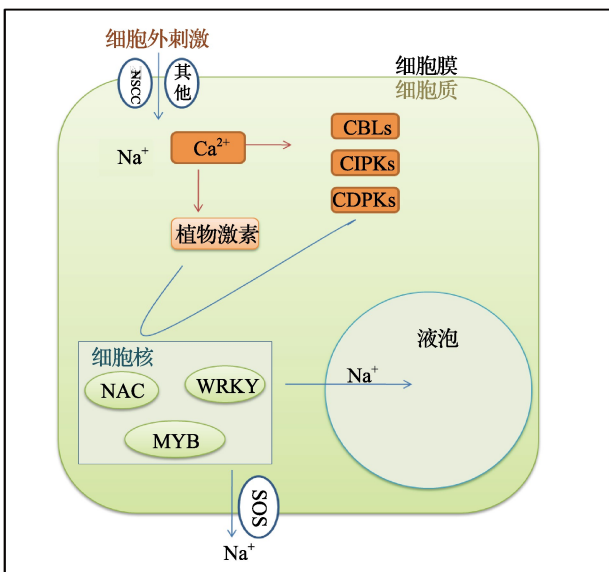 细胞外刺激
NSCC
其他
细胞膜
细胞质
Na⁺
Ca²⁺
CBLs
CIPKs
CDPKs
植物激素
细胞核
NAC
WRKY
MYB
液泡
Na⁺
SOS
Na⁺